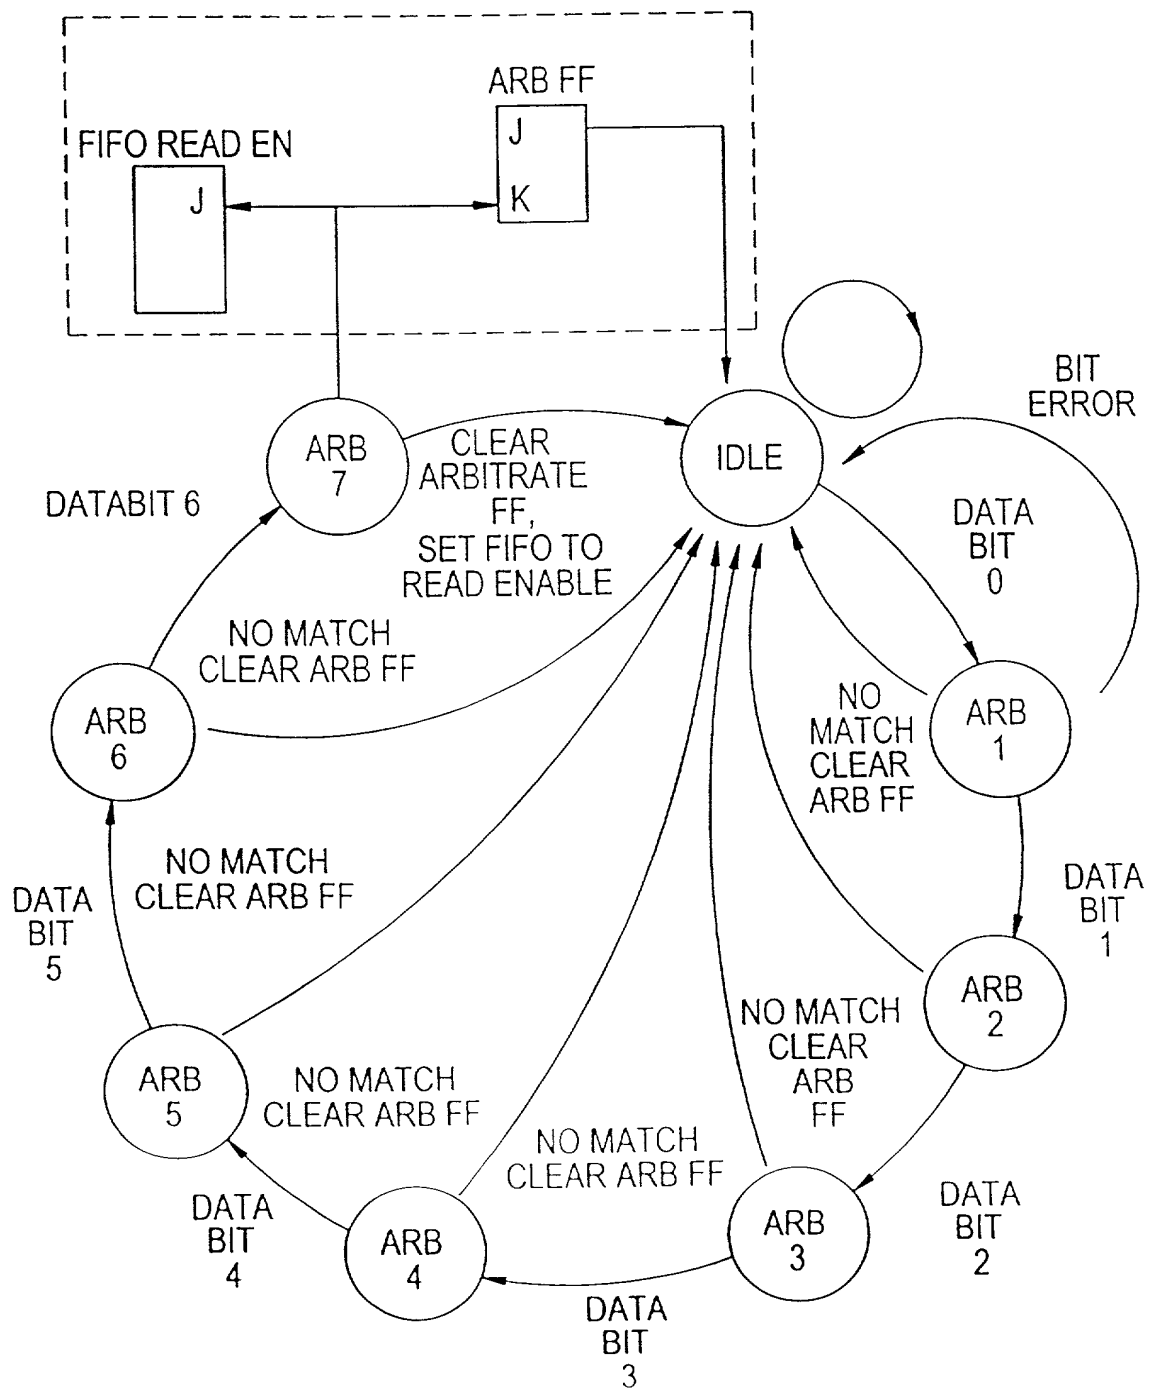 ARB FF
J
K
FIFO READ EN
J
BIT
ERROR
ARB
7
CLEAR
ARBITRATE
FF,
SET FIFO TO
READ ENABLE
IDLE
DATABIT 6
DATA
BIT
0
NO MATCH
CLEAR ARB FF
ARB
6
NO
MATCH
CLEAR
ARB FF
ARB
1
NO MATCH
CLEAR ARB FF
DATA
BIT
5
DATA
BIT
1
ARB
2
NO MATCH
CLEAR
ARB
FF
ARB
5
NO MATCH
CLEAR ARB FF
NO MATCH
CLEAR ARB FF
DATA
BIT
4
ARB
4
ARB
3
DATA
BIT
2
DATA
BIT
3